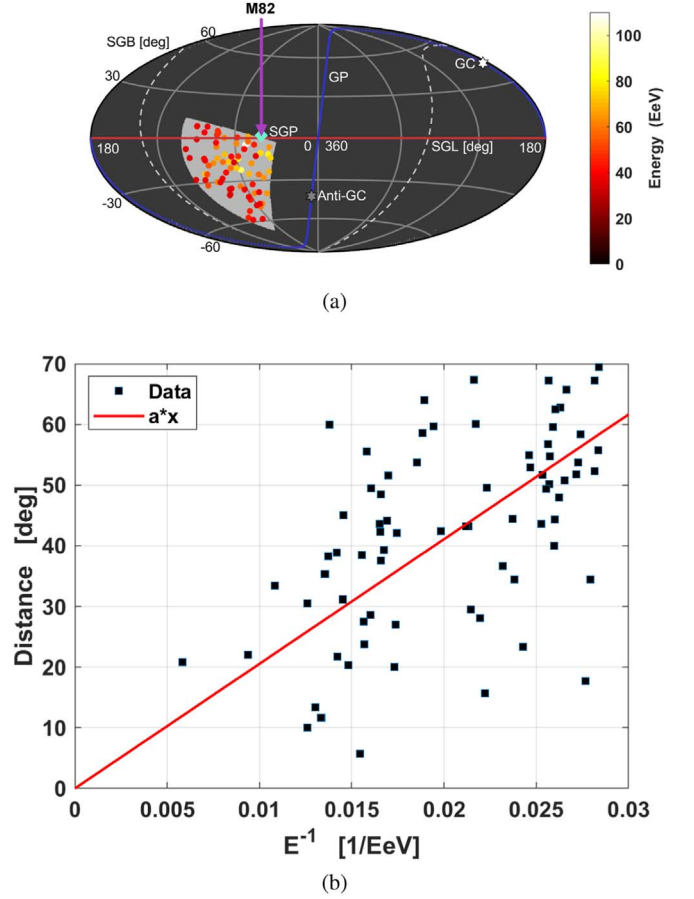 M82
SGB [deg]
60
GC
30
GP
SGP
180
0
360
SGL [deg]
180
-30
Anti-GC
-60
100
80
60
40
20
0
Energy (EeV)
(a)
70
60
50
40
30
20
10
0
Data
a*x
Distance [deg]
0
0.005
0.01
0.015
0.02
0.025
0.03
E⁻¹ [1/EeV]
(b)